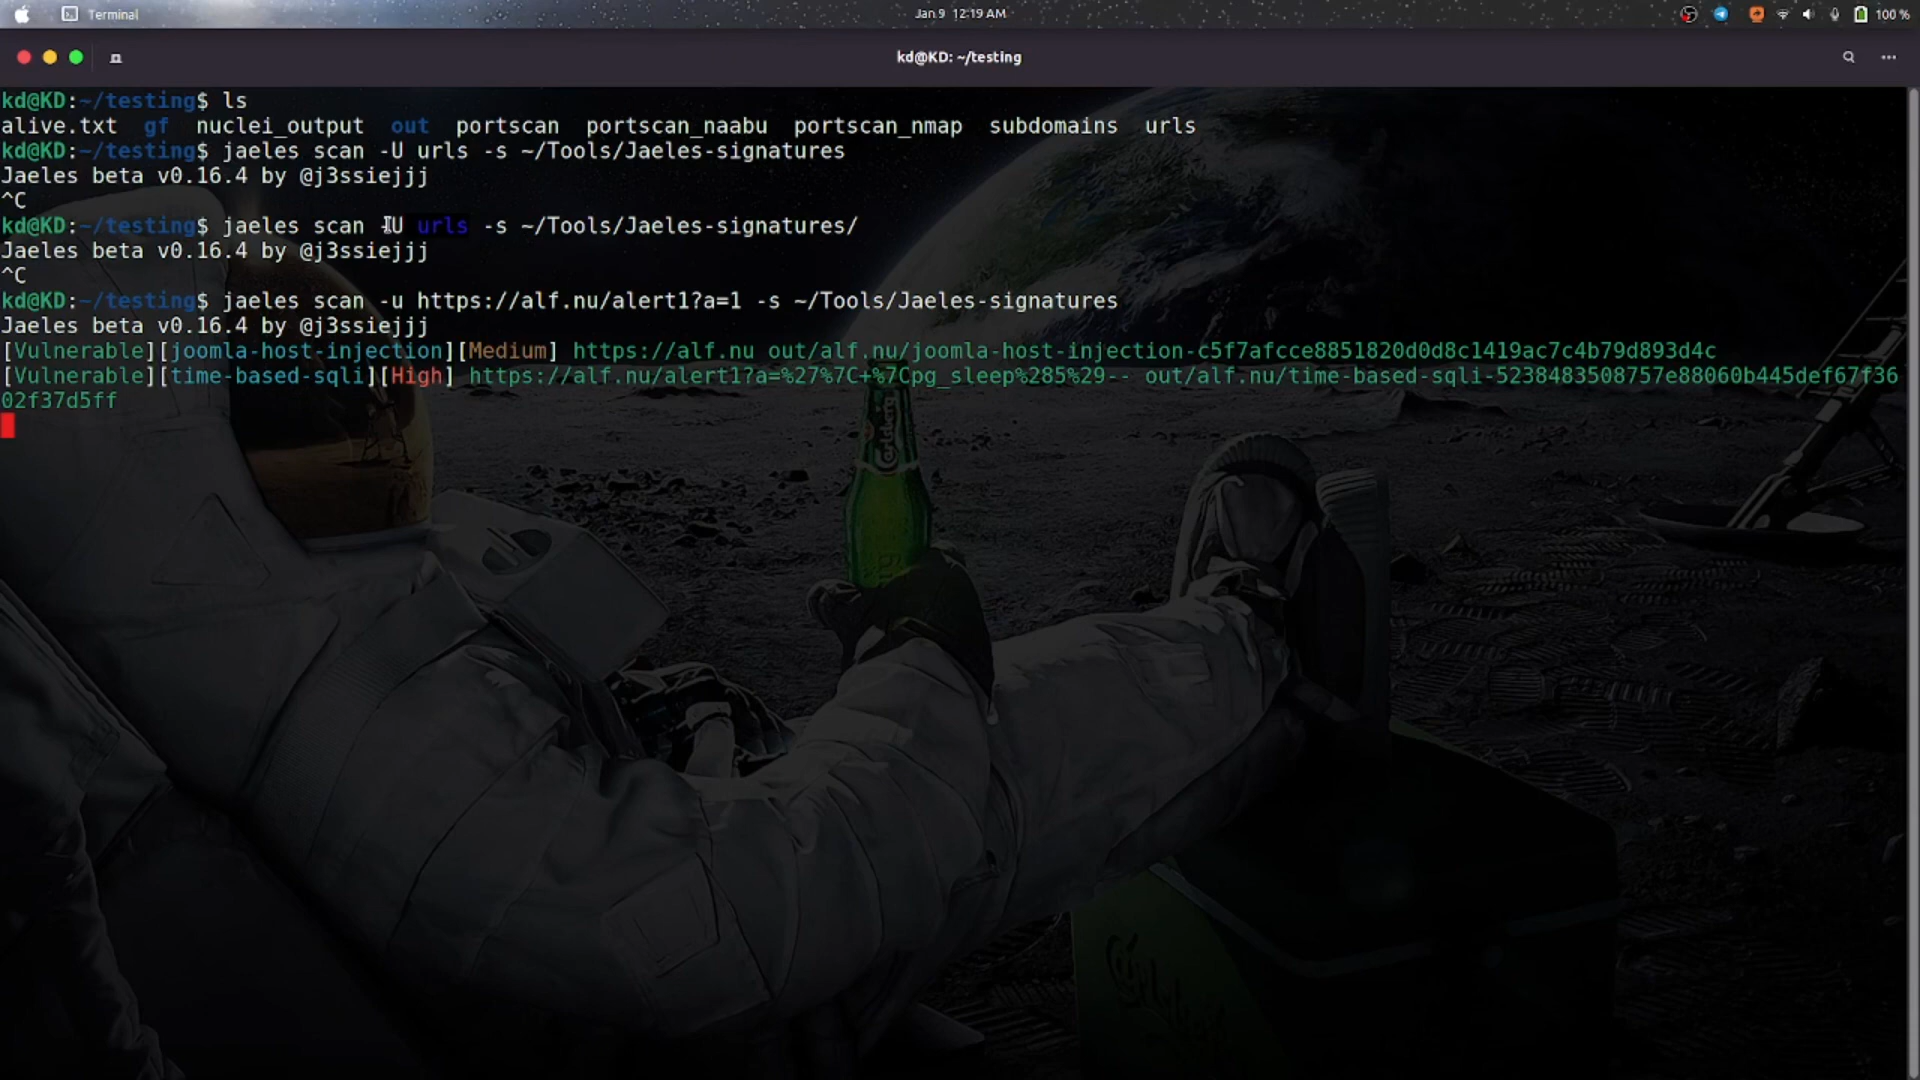 Terminal
Jan 9 12:19 AM
100 %
kd@KD: ~/testing
kd@KD:~/testing$ ls
alive.txt gf nuclei_output out portscan portscan_naabu portscan_nmap subdomains urls
kd@KD:~/testing$ jaeles scan -U urls -s ~/Tools/Jaeles-signatures
Jaeles beta v0.16.4 by @j3ssiejjj
^C
kd@KD:~/testing$ jaeles scan -U urls -s ~/Tools/Jaeles-signatures/
Jaeles beta v0.16.4 by @j3ssiejjj
^C
kd@KD:~/testing$ jaeles scan -u https://alf.nu/alert1?a=1 -s ~/Tools/Jaeles-signatures
Jaeles beta v0.16.4 by @j3ssiejjj
[Vulnerable][joomla-host-injection][Medium] https://alf.nu out/alf.nu/joomla-host-injection-c5f7afcce8851820d0d8c1419ac7c4b79d893d4c
[Vulnerable][time-based-sqli][High] https://alf.nu/alert1?a=%27%7C+%7Cpg_sleep%285%29-- out/alf.nu/time-based-sqli-5238483508757e88060b445def67f36
02f37d5ff
Carlsberg